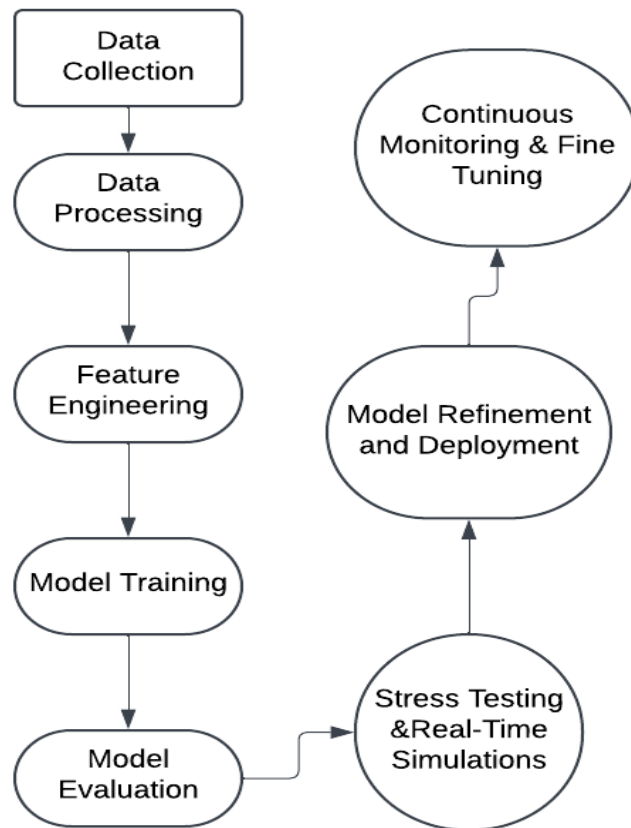 Data
Collection
Data
Processing
Feature
Engineering
Model Training
Model
Evaluation
Stress Testing
&Real-Time
Simulations
Model Refinement
and Deployment
Continuous
Monitoring & Fine
Tuning